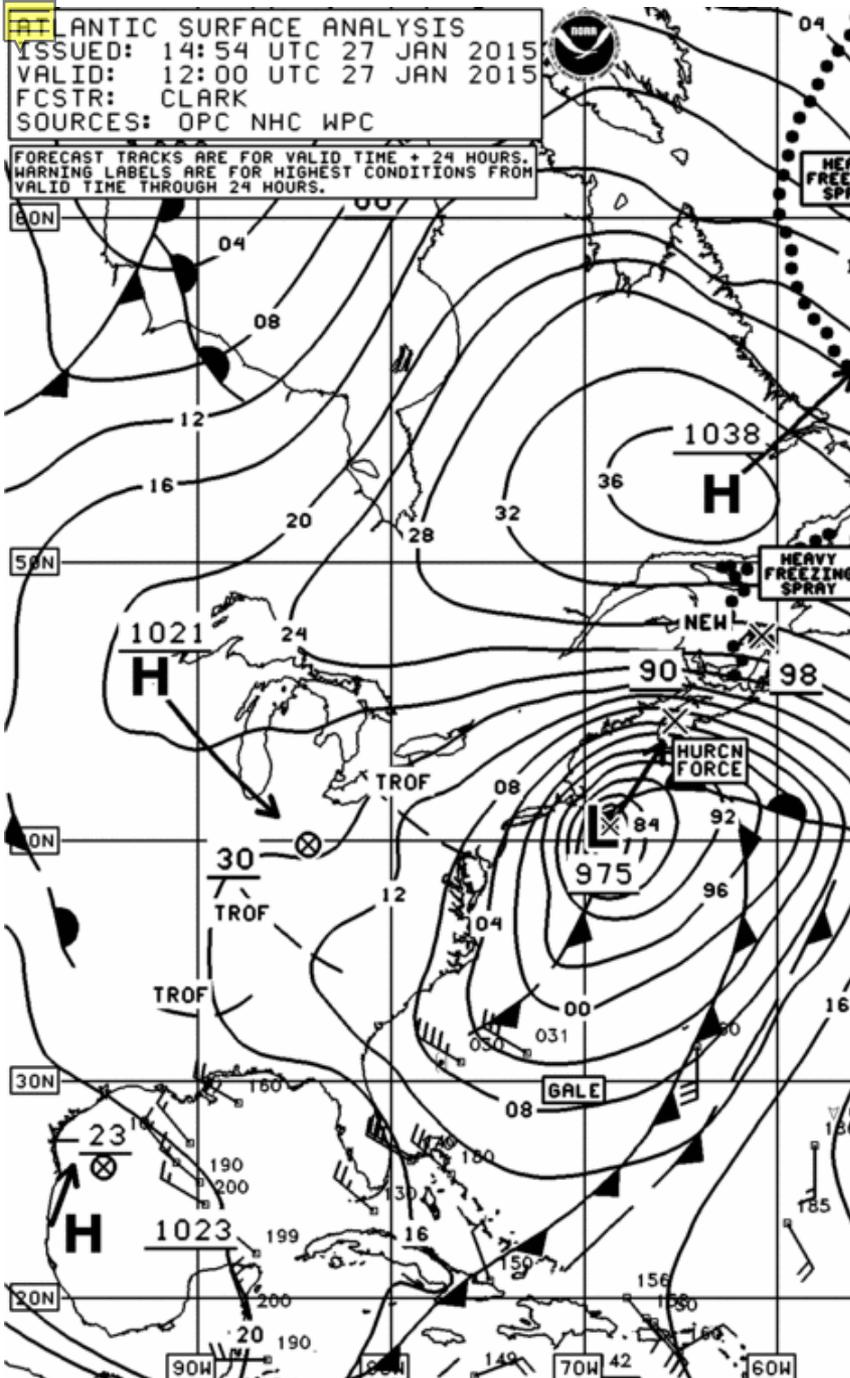 ATLANTIC SURFACE ANALYSIS
ISSUED: 14:54 UTC 27 JAN 2015
VALID: 12:00 UTC 27 JAN 2015
FCSTR: CLARK
SOURCES: OPC NHC WPC
NOAA
04
FORECAST TRACKS ARE FOR VALID TIME + 24 HOURS.
WARNING LABELS ARE FOR HIGHEST CONDITIONS FROM
VALID TIME THROUGH 24 HOURS.
60N
04
08
12
1038
16
36
H
32
20
28
50N
HEAVY
FREEZING
SPRAY
1021
NEW
24
H
90
98
HURCN
FORCE
TROF
08
92
L
84
40N
30
975
12
96
TROF
04
TROF
00
16
031
030
30N
GALE
160
08
23
190
180
200
130
185
H
1023
199
16
150
156
20N
200
20
190
149
42
160
90W
80W
70W
60W